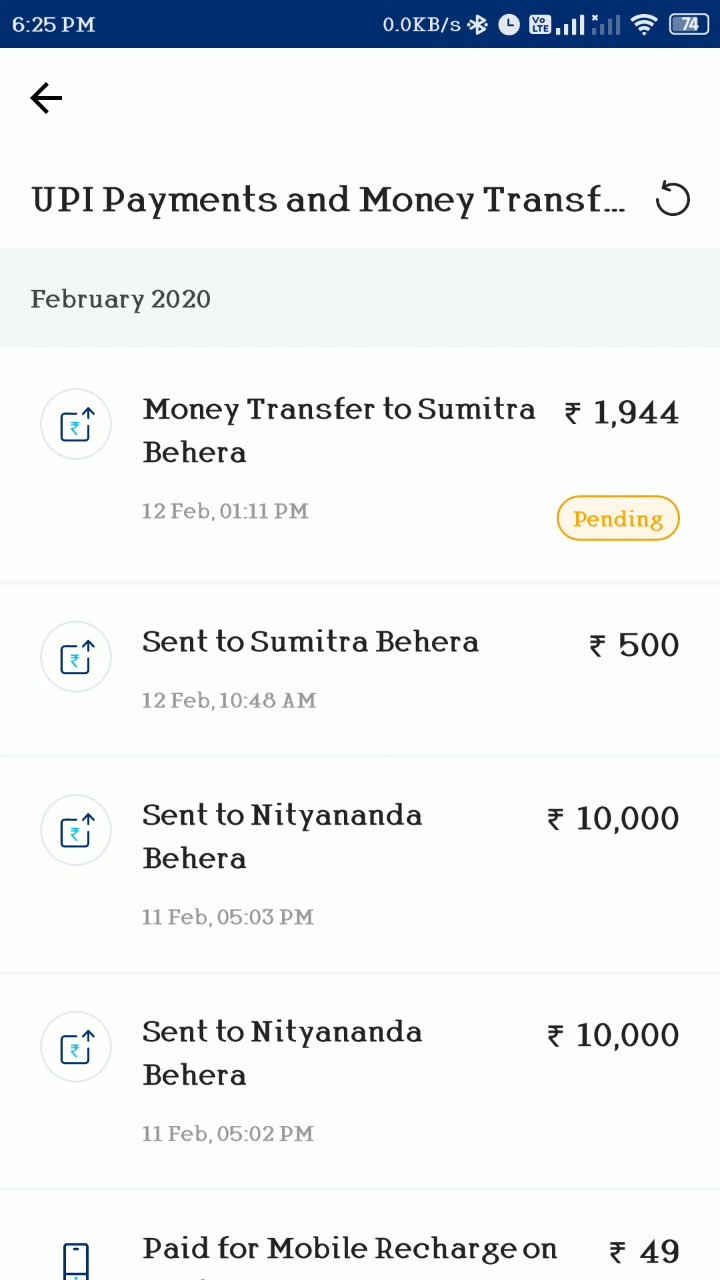 6:25 PM 0.0KB/s Vo LTE 74
UPI Payments and Money Transf...
February 2020
Money Transfer to Sumitra ₹ 1,944
Behera
12 Feb, 01:11 PM
Pending
Sent to Sumitra Behera ₹ 500
12 Feb, 10:48 AM
Sent to Nityananda ₹ 10,000
Behera
11 Feb, 05:03 PM
Sent to Nityananda ₹ 10,000
Behera
11 Feb, 05:02 PM
Paid for Mobile Recharge on ₹ 49